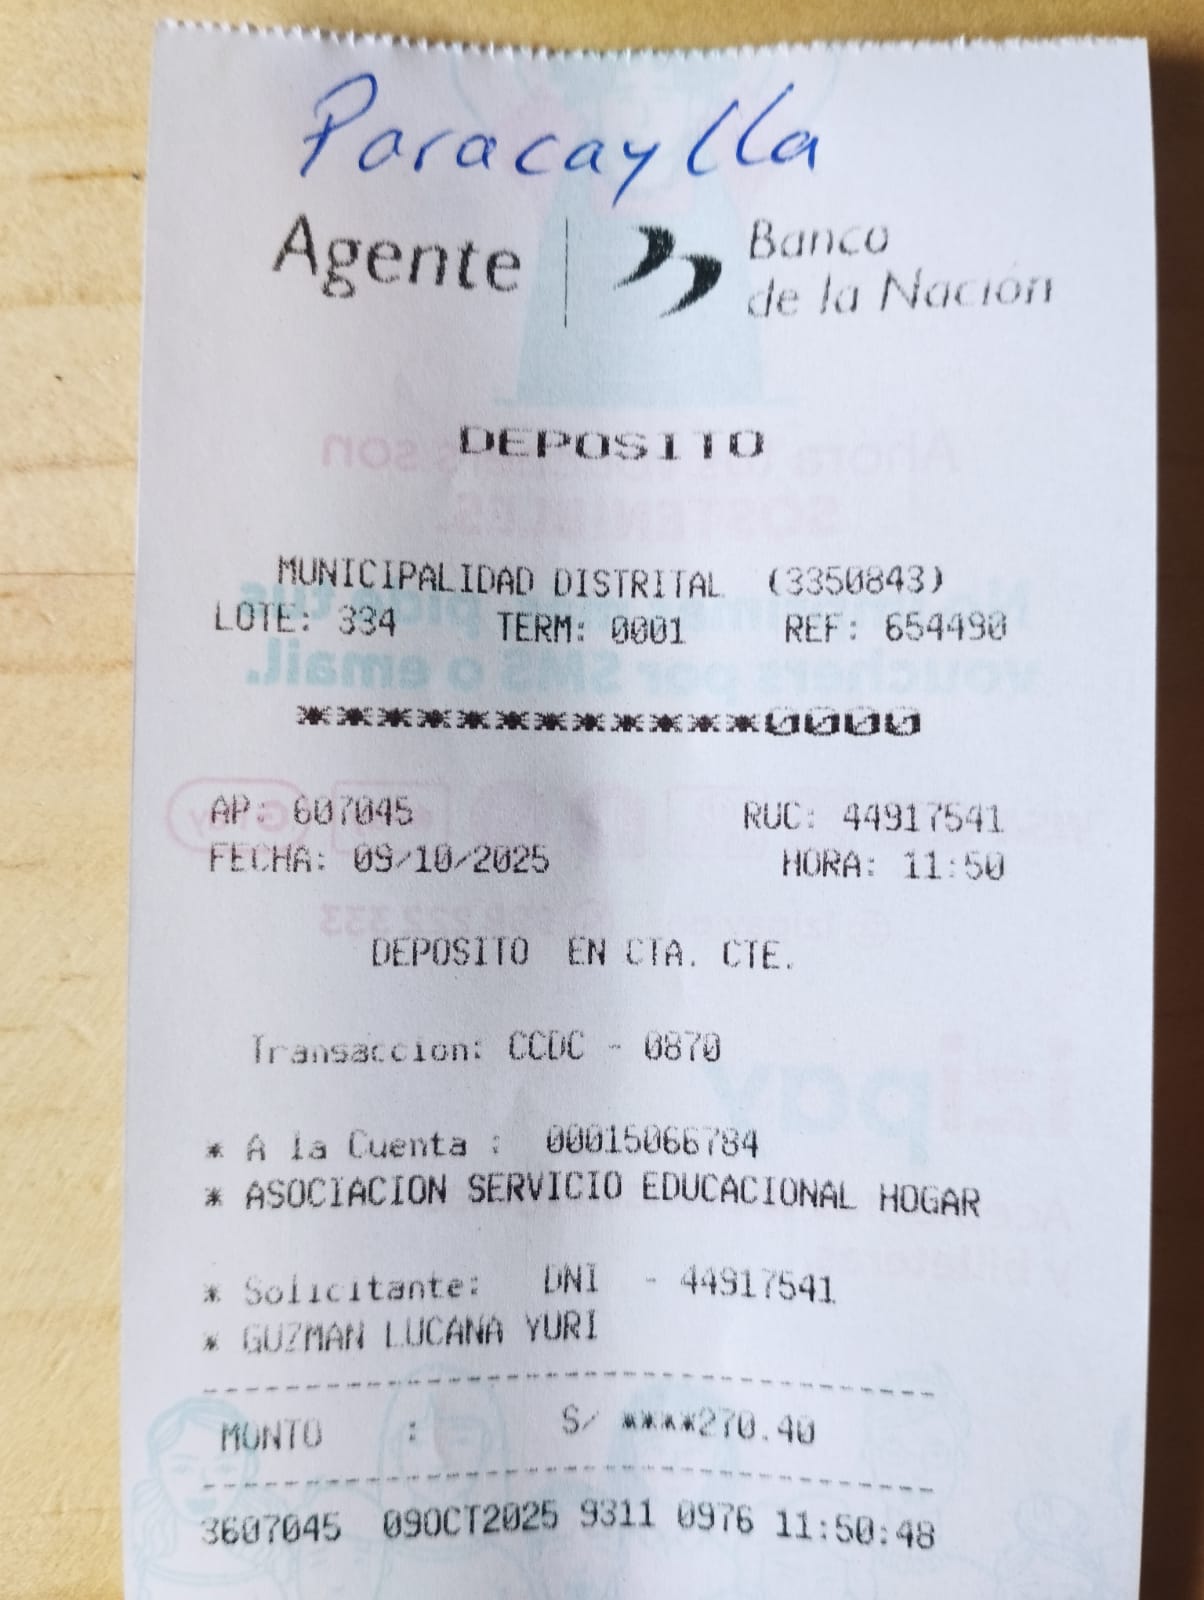 Paracaylla
Agente | Banco de la Nación
DEPOSITO
MUNICIPALIDAD DISTRITAL (3350843)
LOTE: 334 TERM: 0001 REF: 654490
************0000
AP: 607045 RUC: 44917541
FECHA: 09/10/2025 HORA: 11:50
DEPOSITO EN CTA. CTE.
Transaccion: CCDC - 0870
* A la Cuenta : 00015066784
* ASOCIACION SERVICIO EDUCACIONAL HOGAR
* Solicitante: DNI - 44917541
* GUZMAN LUCANA YURI
MONTO : S/ ****270.40
3607045 09OCT2025 9311 0976 11:50:48